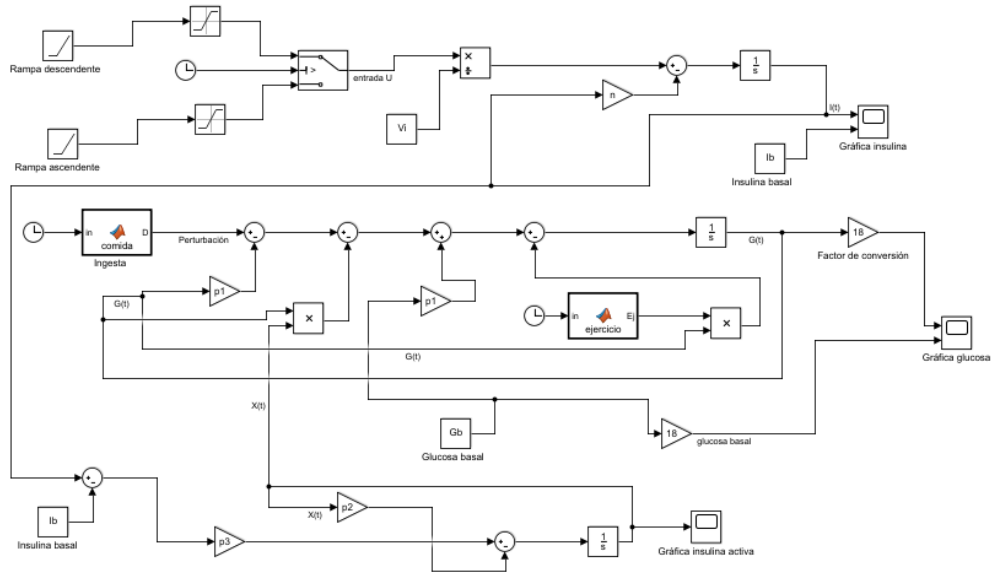 Rampa descendente
entrada U
Rampa ascendente
Vi
n
1
s
I(t)
Gráfica insulina
Ib
Insulina basal
in
comida
D
Ingesta
Perturbación
1
s
G(t)
18
Factor de conversión
p1
G(t)
p1
in
ejercicio
Ej
Gráfica glucosa
G(t)
X(t)
Gb
Glucosa basal
18
glucosa basal
Ib
Insulina basal
X(t)
p2
p3
1
s
Gráfica insulina activa